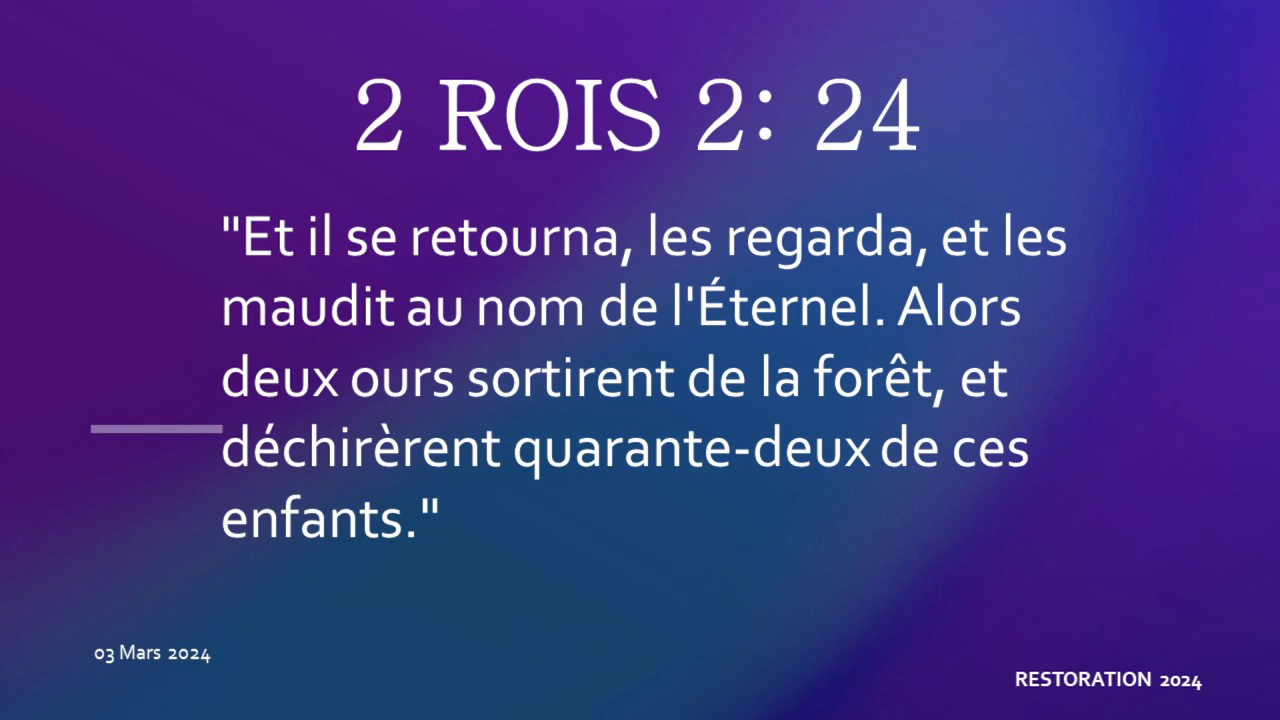 2 ROIS 2: 24
"Et il se retourna, les regarda, et les
maudit au nom de l'Éternel. Alors
deux ours sortirent de la forêt, et
déchirèrent quarante-deux de ces
enfants."
03 Mars 2024
RESTORATION 2024